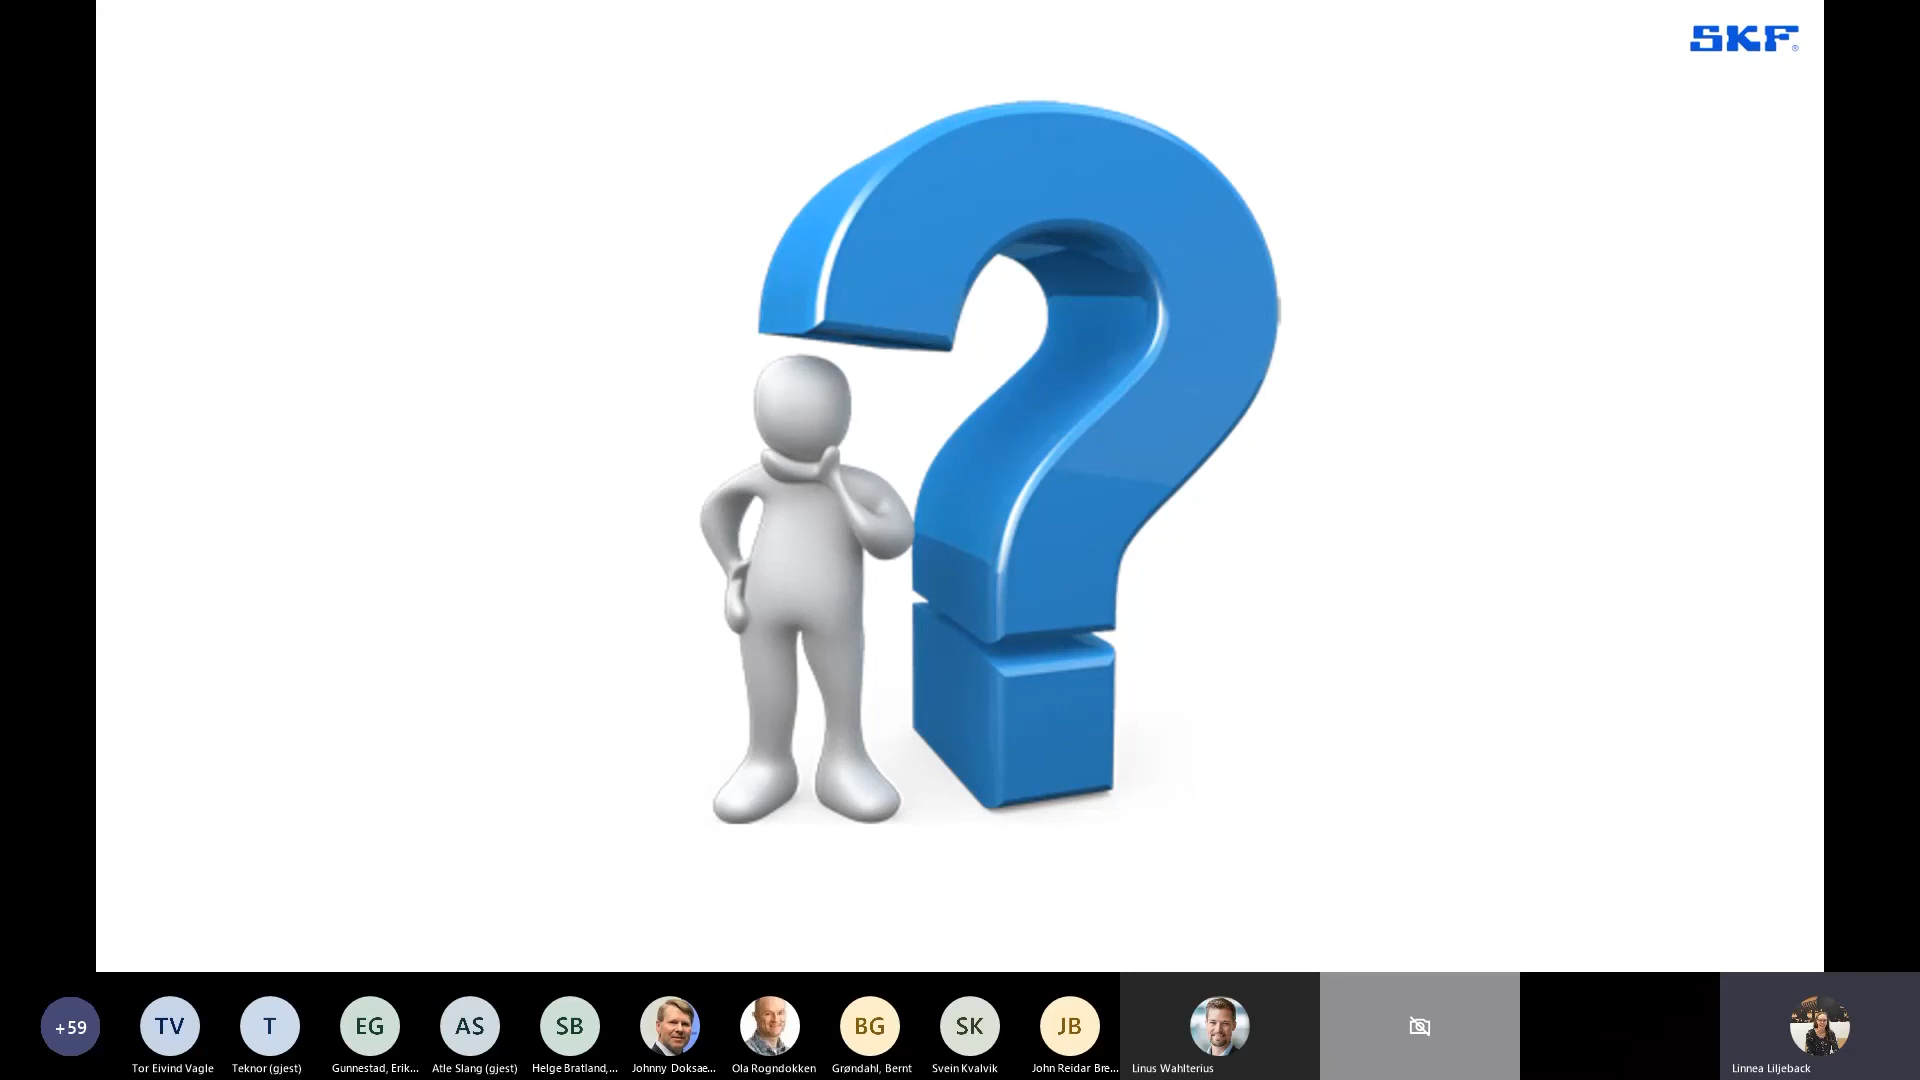 SKF®
+59
TV
T
EG
AS
SB
BG
SK
JB
Tor Eivind Vagle
Teknor (gjest)
Gunnestad, Erik...
Atle Slang (gjest)
Helge Bratland,...
Johnny Doksae...
Ola Rogndokken
Grøndahl, Bernt
Svein Kvalvik
John Reidar Bre...
Linus Wahlterius
Linnea Liljeback